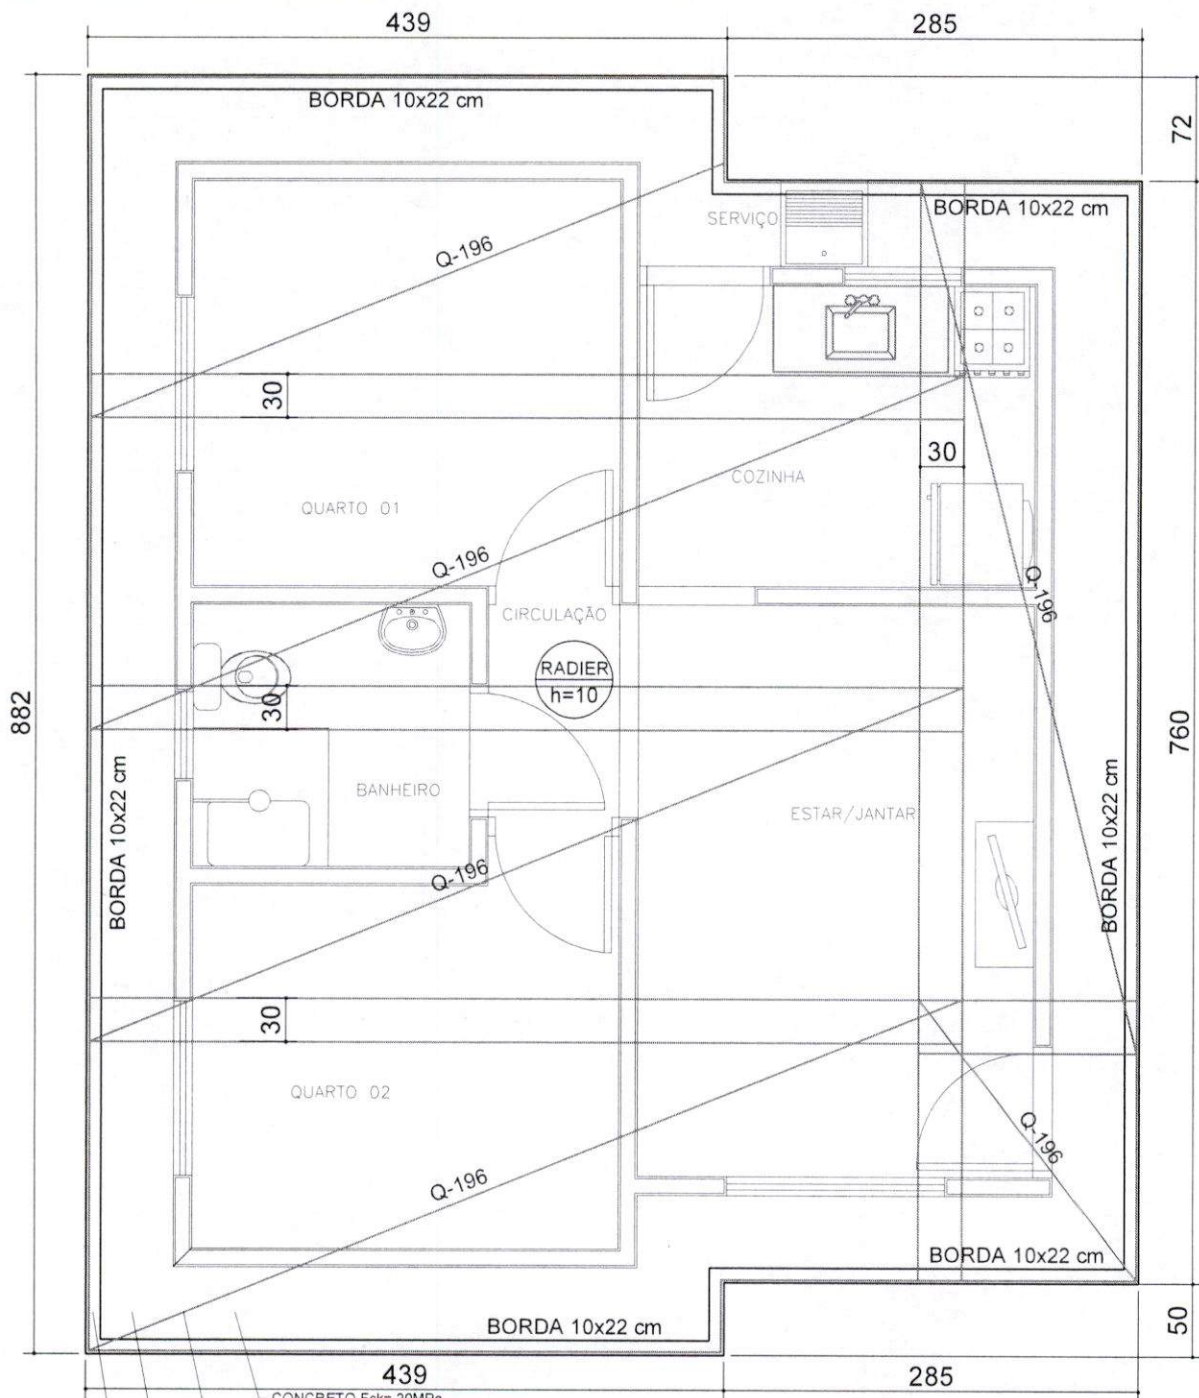 439
285
BORDA 10x22 cm
72
SERVIÇO
BORDA 10x22 cm
Q-196
30
30
COZINHA
QUARTO 01
Q-196
Q-196
CIRCULAÇÃO
RADIER
h=10
30
882
760
BANHEIRO
ESTAR/JANTAR
BORDA 10x22 cm
BORDA 10x22 cm
Q-196
30
QUARTO 02
Q-196
Q-196
BORDA 10x22 cm
BORDA 10x22 cm
50
439
285